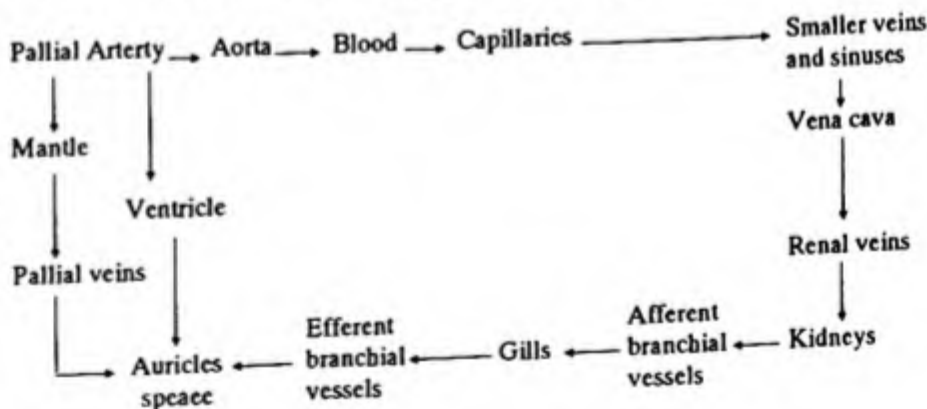 Pallial Arterty
Aorta
Blood
Capillaries
Smaller veins
and sinuses
Mantle
Vena cava
Ventricle
Renal veins
Pallial veins
Efferent
branchial
vessels
Afferent
branchial
vessels
Gills
Kidneys
Auricles
speace